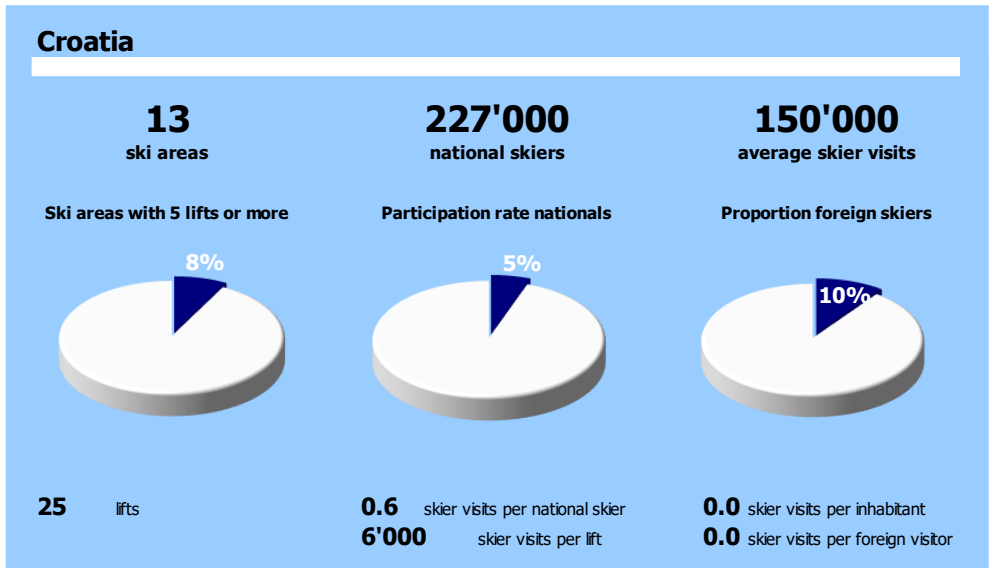 Croatia
13
ski areas
227'000
national skiers
150'000
average skier visits
Ski areas with 5 lifts or more
Participation rate nationals
Proportion foreign skiers
8%
5%
10%
25 lifts
0.6 skier visits per national skier
6'000 skier visits per lift
0.0 skier visits per inhabitant
0.0 skier visits per foreign visitor